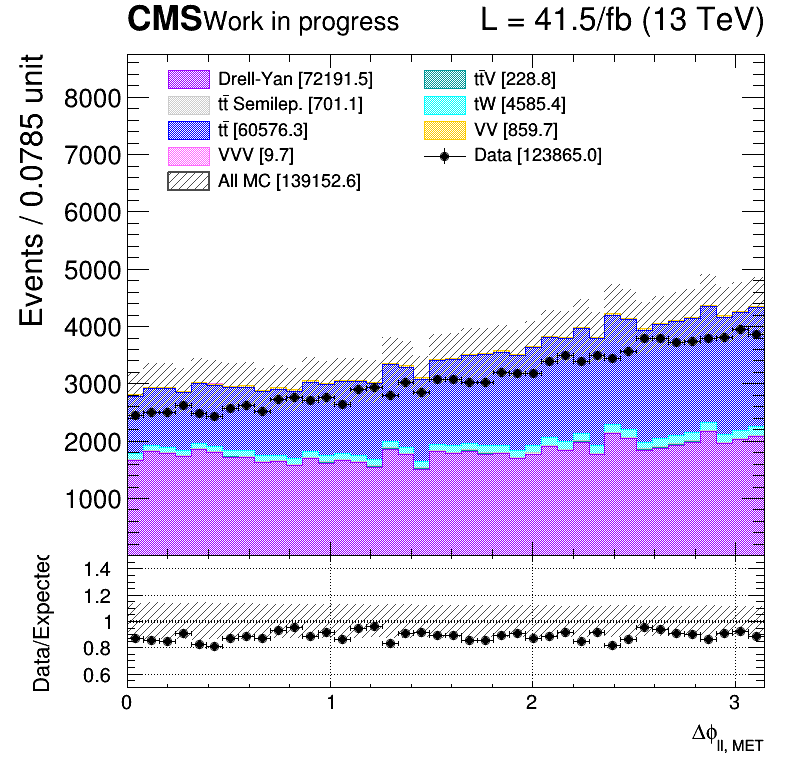 CMS Work in progress L = 41.5/fb (13 TeV)
Events / 0.0785 unit
Drell-Yan [72191.5]
tt̄V [228.8]
tt̄ Semilep. [701.1]
tW [4585.4]
tt̄ [60576.3]
VV [859.7]
VVV [9.7]
Data [123865.0]
All MC [139152.6]
8000
7000
6000
5000
4000
3000
2000
1000
Data/Expected
1.4
1.2
1
0.8
0.6
0 1 2 3
Δϕll, MET